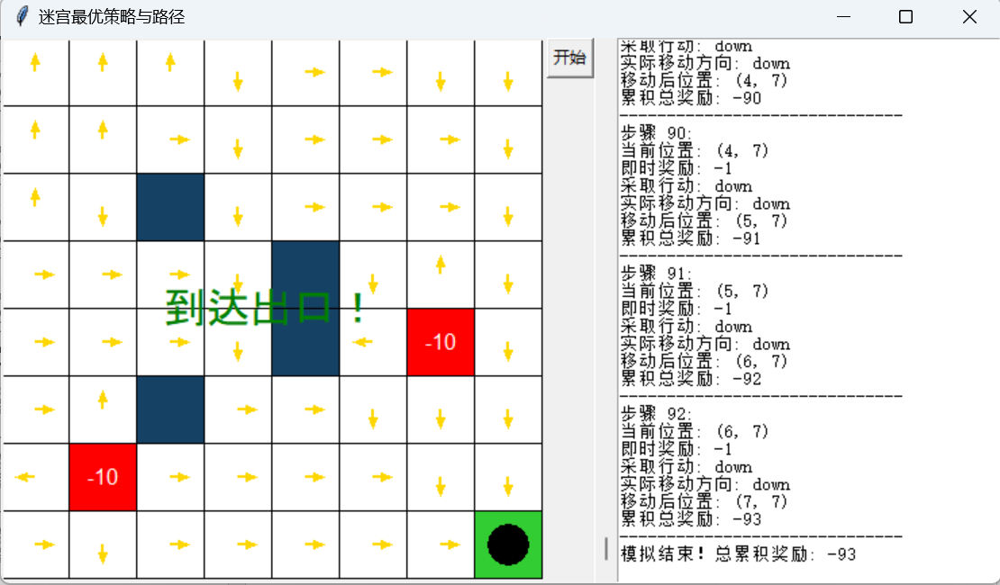 迷宫最优策略与路径
开始
-10
-10
到达出口！
采取行动: down
实际移动方向: down
移动后位置: (4, 7)
累积总奖励: -90
------------------------------
步骤 90:
当前位置: (4, 7)
即时奖励: -1
采取行动: down
实际移动方向: down
移动后位置: (5, 7)
累积总奖励: -91
------------------------------
步骤 91:
当前位置: (5, 7)
即时奖励: -1
采取行动: down
实际移动方向: down
移动后位置: (6, 7)
累积总奖励: -92
------------------------------
步骤 92:
当前位置: (6, 7)
即时奖励: -1
采取行动: down
实际移动方向: down
移动后位置: (7, 7)
累积总奖励: -93
------------------------------
模拟结束! 总累积奖励: -93